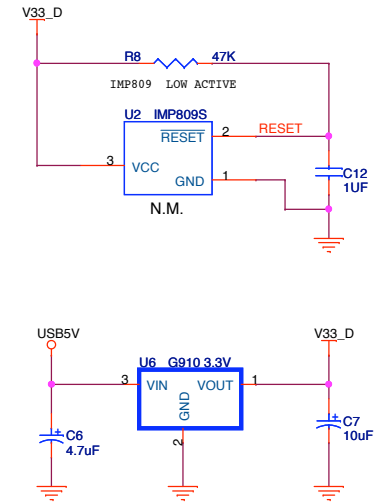 V33_D
R8 47K
IMP809 LOW ACTIVE
U2 IMP809S
RESET 2 RESET
3 VCC
GND 1
C12
1UF
N.M.
USB5V V33_D
U6 G910 3.3V
3 VIN VOUT 1
GND
2
+ C6
4.7uF
+ C7
10uF